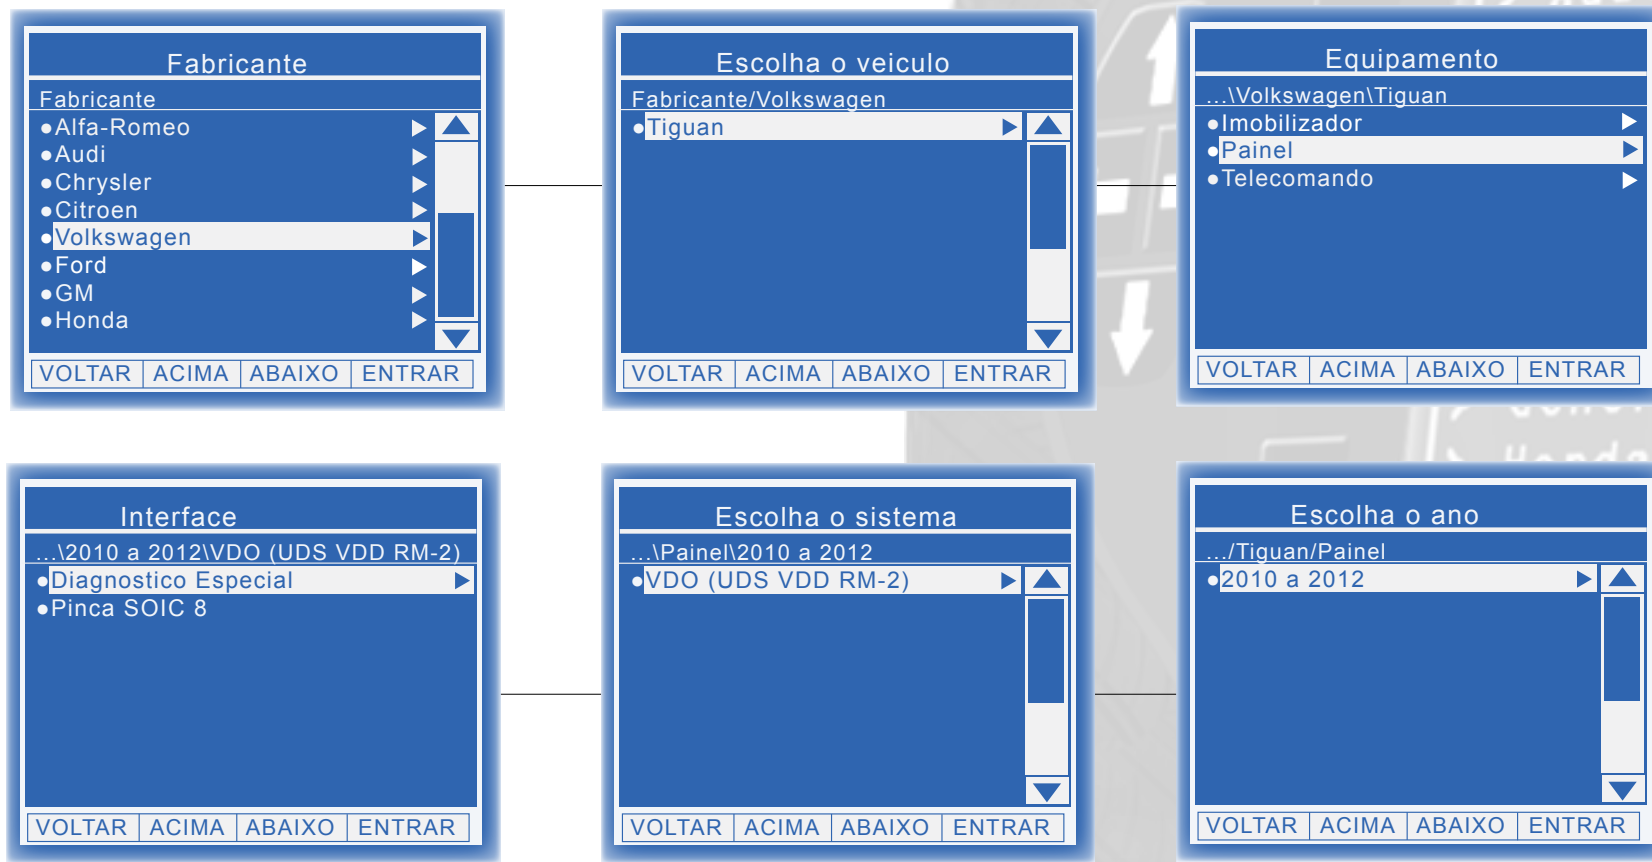 Fabricante
Fabricante
●Alfa-Romeo
●Audi
●Chrysler
●Citroen
●Volkswagen
●Ford
●GM
●Honda
VOLTAR ACIMA ABAIXO ENTRAR
Escolha o veiculo
Fabricante/Volkswagen
●Tiguan
VOLTAR ACIMA ABAIXO ENTRAR
Equipamento
...\Volkswagen\Tiguan
●Imobilizador
●Painel
●Telecomando
VOLTAR ACIMA ABAIXO ENTRAR
Interface
...\2010 a 2012\VDO (UDS VDD RM-2)
●Diagnostico Especial
●Pinca SOIC 8
VOLTAR ACIMA ABAIXO ENTRAR
Escolha o sistema
...\Painel\2010 a 2012
●VDO (UDS VDD RM-2)
VOLTAR ACIMA ABAIXO ENTRAR
Escolha o ano
.../Tiguan/Painel
●2010 a 2012
VOLTAR ACIMA ABAIXO ENTRAR